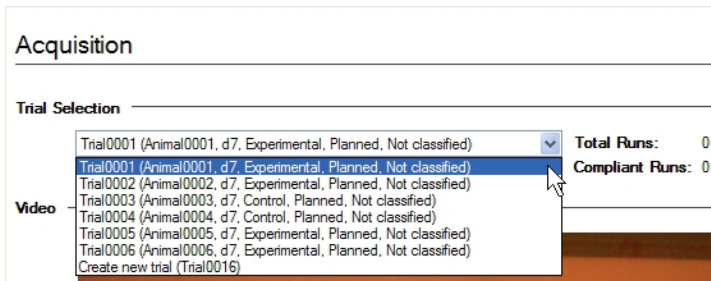 Acquisition
Trial Selection
Trial0001 (Animal0001, d7, Experimental, Planned, Not classified)
Total Runs: 0
Trial0001 (Animal0001, d7, Experimental, Planned, Not classified)
Compliant Runs: 0
Trial0002 (Animal0002, d7, Experimental, Planned, Not classified)
Trial0003 (Animal0003, d7, Control, Planned, Not classified)
Video
Trial0004 (Animal0004, d7, Control, Planned, Not classified)
Trial0005 (Animal0005, d7, Experimental, Planned, Not classified)
Trial0006 (Animal0006, d7, Experimental, Planned, Not classified)
Create new trial (Trial0016)